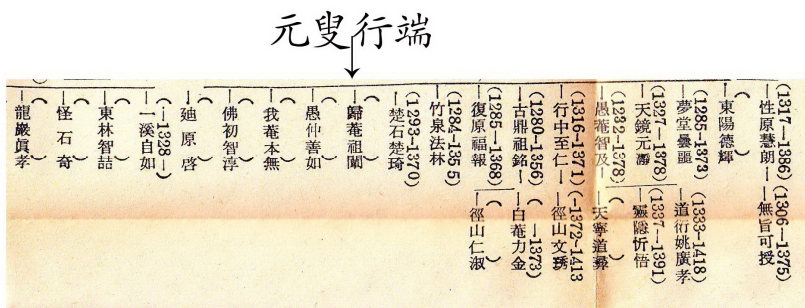 元叟行端
(1317—1386)
—性原慧朗—
(1306—1375)
無旨可授
(　)
—東陽德輝
(1285—1373)
—夢堂曇噩
(1333—1418)
道衍姚廣孝
(1327—1378)
—天鏡元瀞
(1337—1391)
靈隱忻悟
(1232—1378)
—愚菴智及—
(　)
—天寧道彝
(1316—1371)
—行中至仁—
(—1372—1413
徑山文琇
(1280—1356)
—古鼎祖銘—
(　—1373)
白菴力金
(1285—1368)
—復原福報
(　)
—徑山仁淑
(1284—1355)
—竹泉法林
(1293—1370)
—楚石楚琦
(　)
—歸菴祖闡
(　)
—愚仲善如
(　)
—我菴本無
(　)
—佛初智淳
(　)
—廸原啓
(—1328—)
—一溪自如
(　)
—東林智喆
(　)
—怪石奇
(　)
—龍巖眞孝